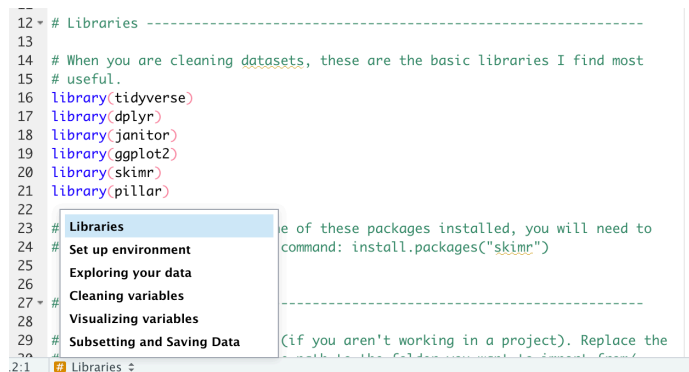 12 # Libraries ----------------------------------------------------------------
13
14 # When you are cleaning datasets, these are the basic libraries I find most
15 # useful.
16 library(tidyverse)
17 library(dplyr)
18 library(janitor)
19 library(ggplot2)
20 library(skimr)
21 library(pillar)
22
23 # e of these packages installed, you will need to
24 # command: install.packages("skimr")
25
26
27 # ------------------------------------------------
28
29 # (if you aren't working in a project). Replace the
Libraries
Set up environment
Exploring your data
Cleaning variables
Visualizing variables
Subsetting and Saving Data
2:1 # Libraries